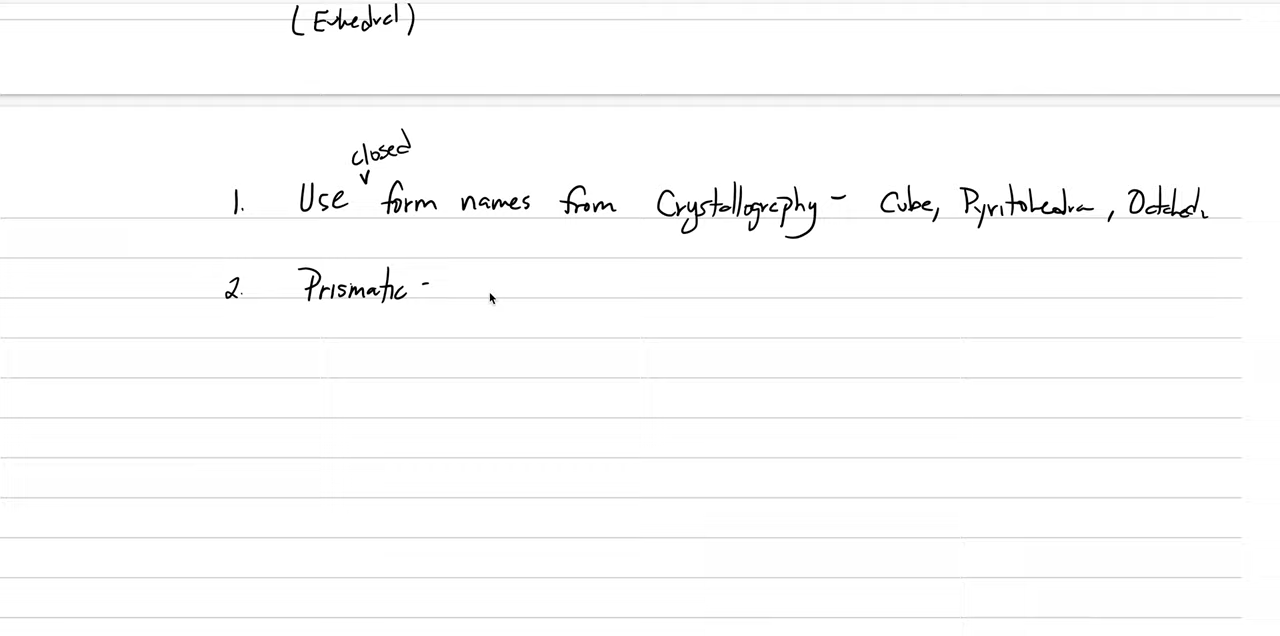 (Euhedral)
closed
1. Use ˅ form names from Crystallography - Cube, Pyritohedra, Octahed.
2. Prismatic -